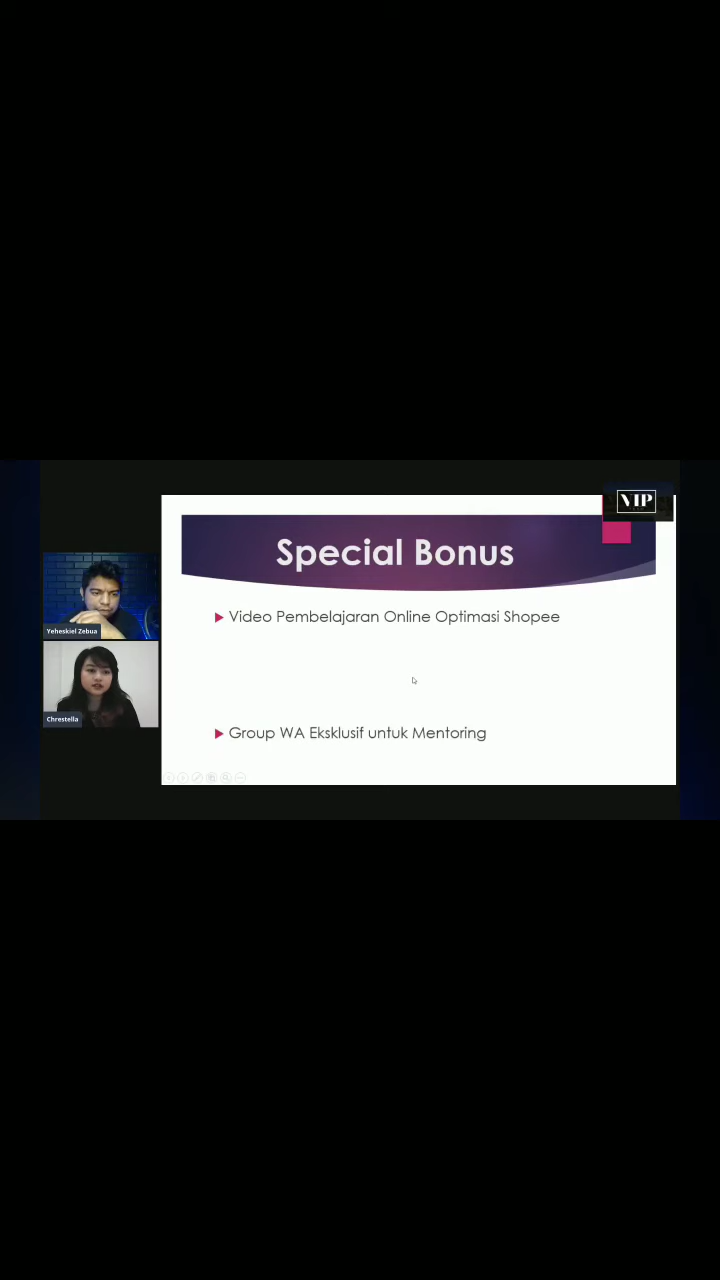 VIP
Special Bonus
Video Pembelajaran Online Optimasi Shopee
Yeheskiel Zebua
Chrestella
Group WA Eksklusif untuk Mentoring